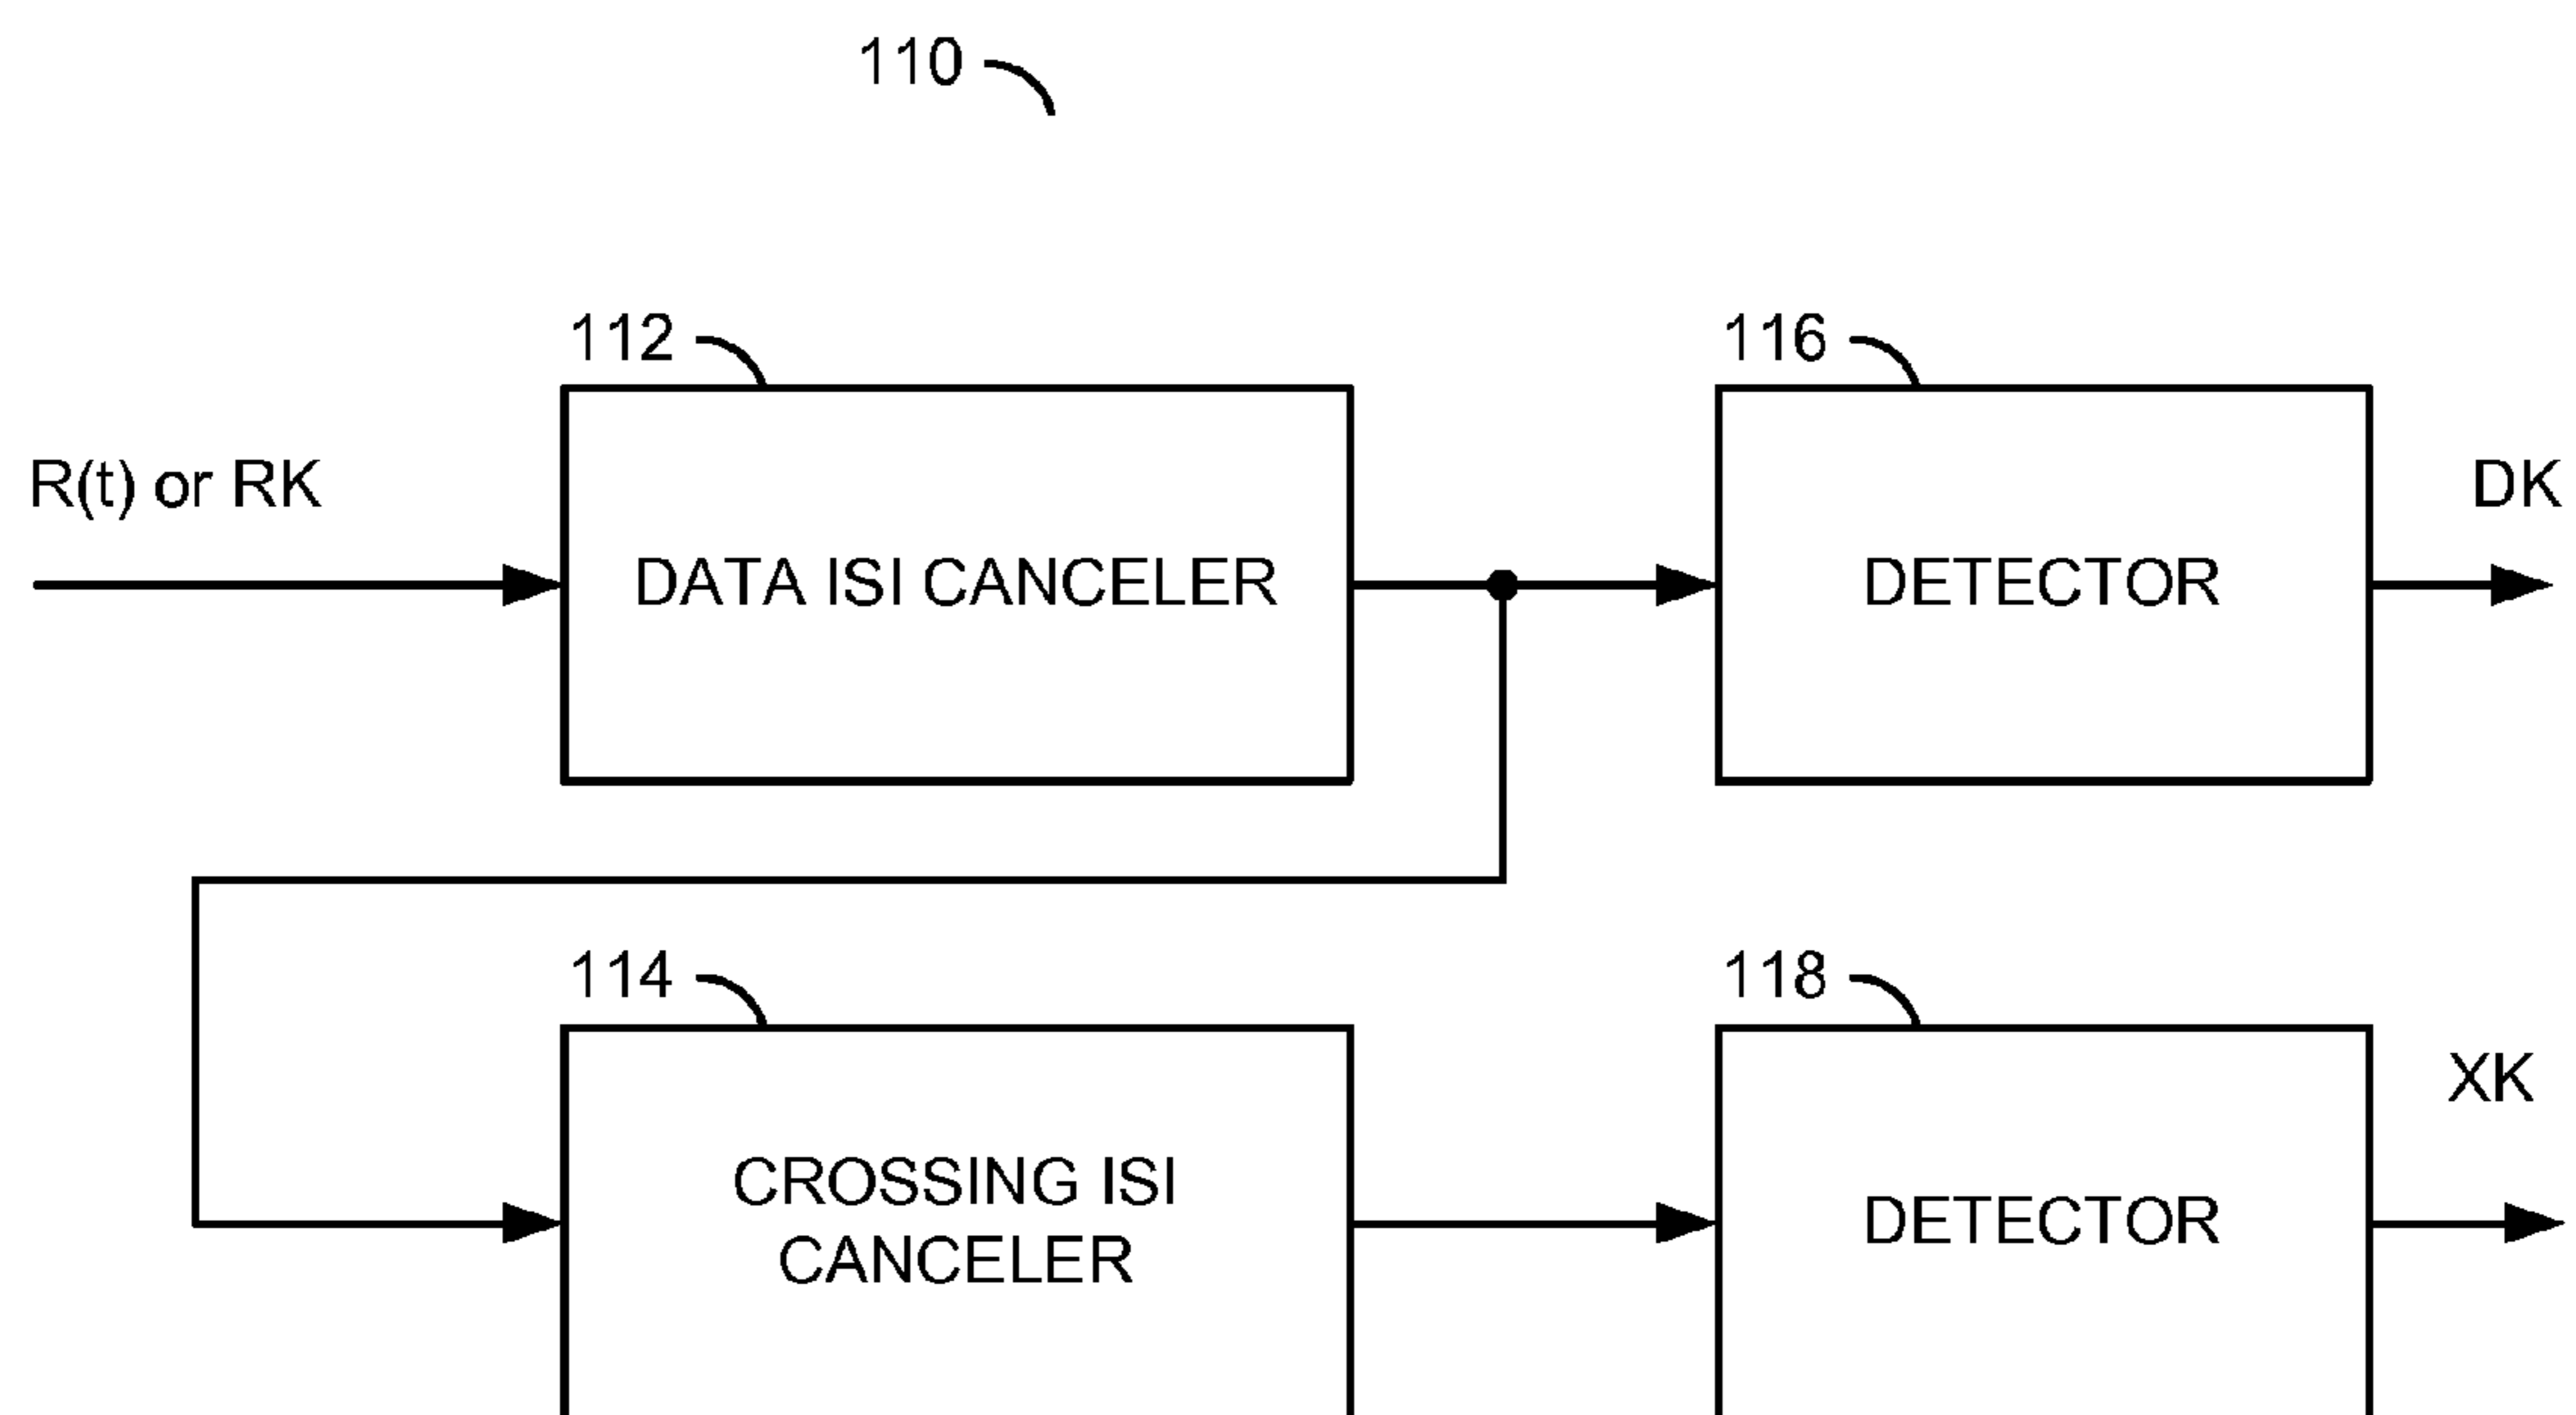 110
112
116
R(t) or RK
DK
DATA ISI CANCELER
DETECTOR
114
118
XK
CROSSING ISI
CANCELER
DETECTOR